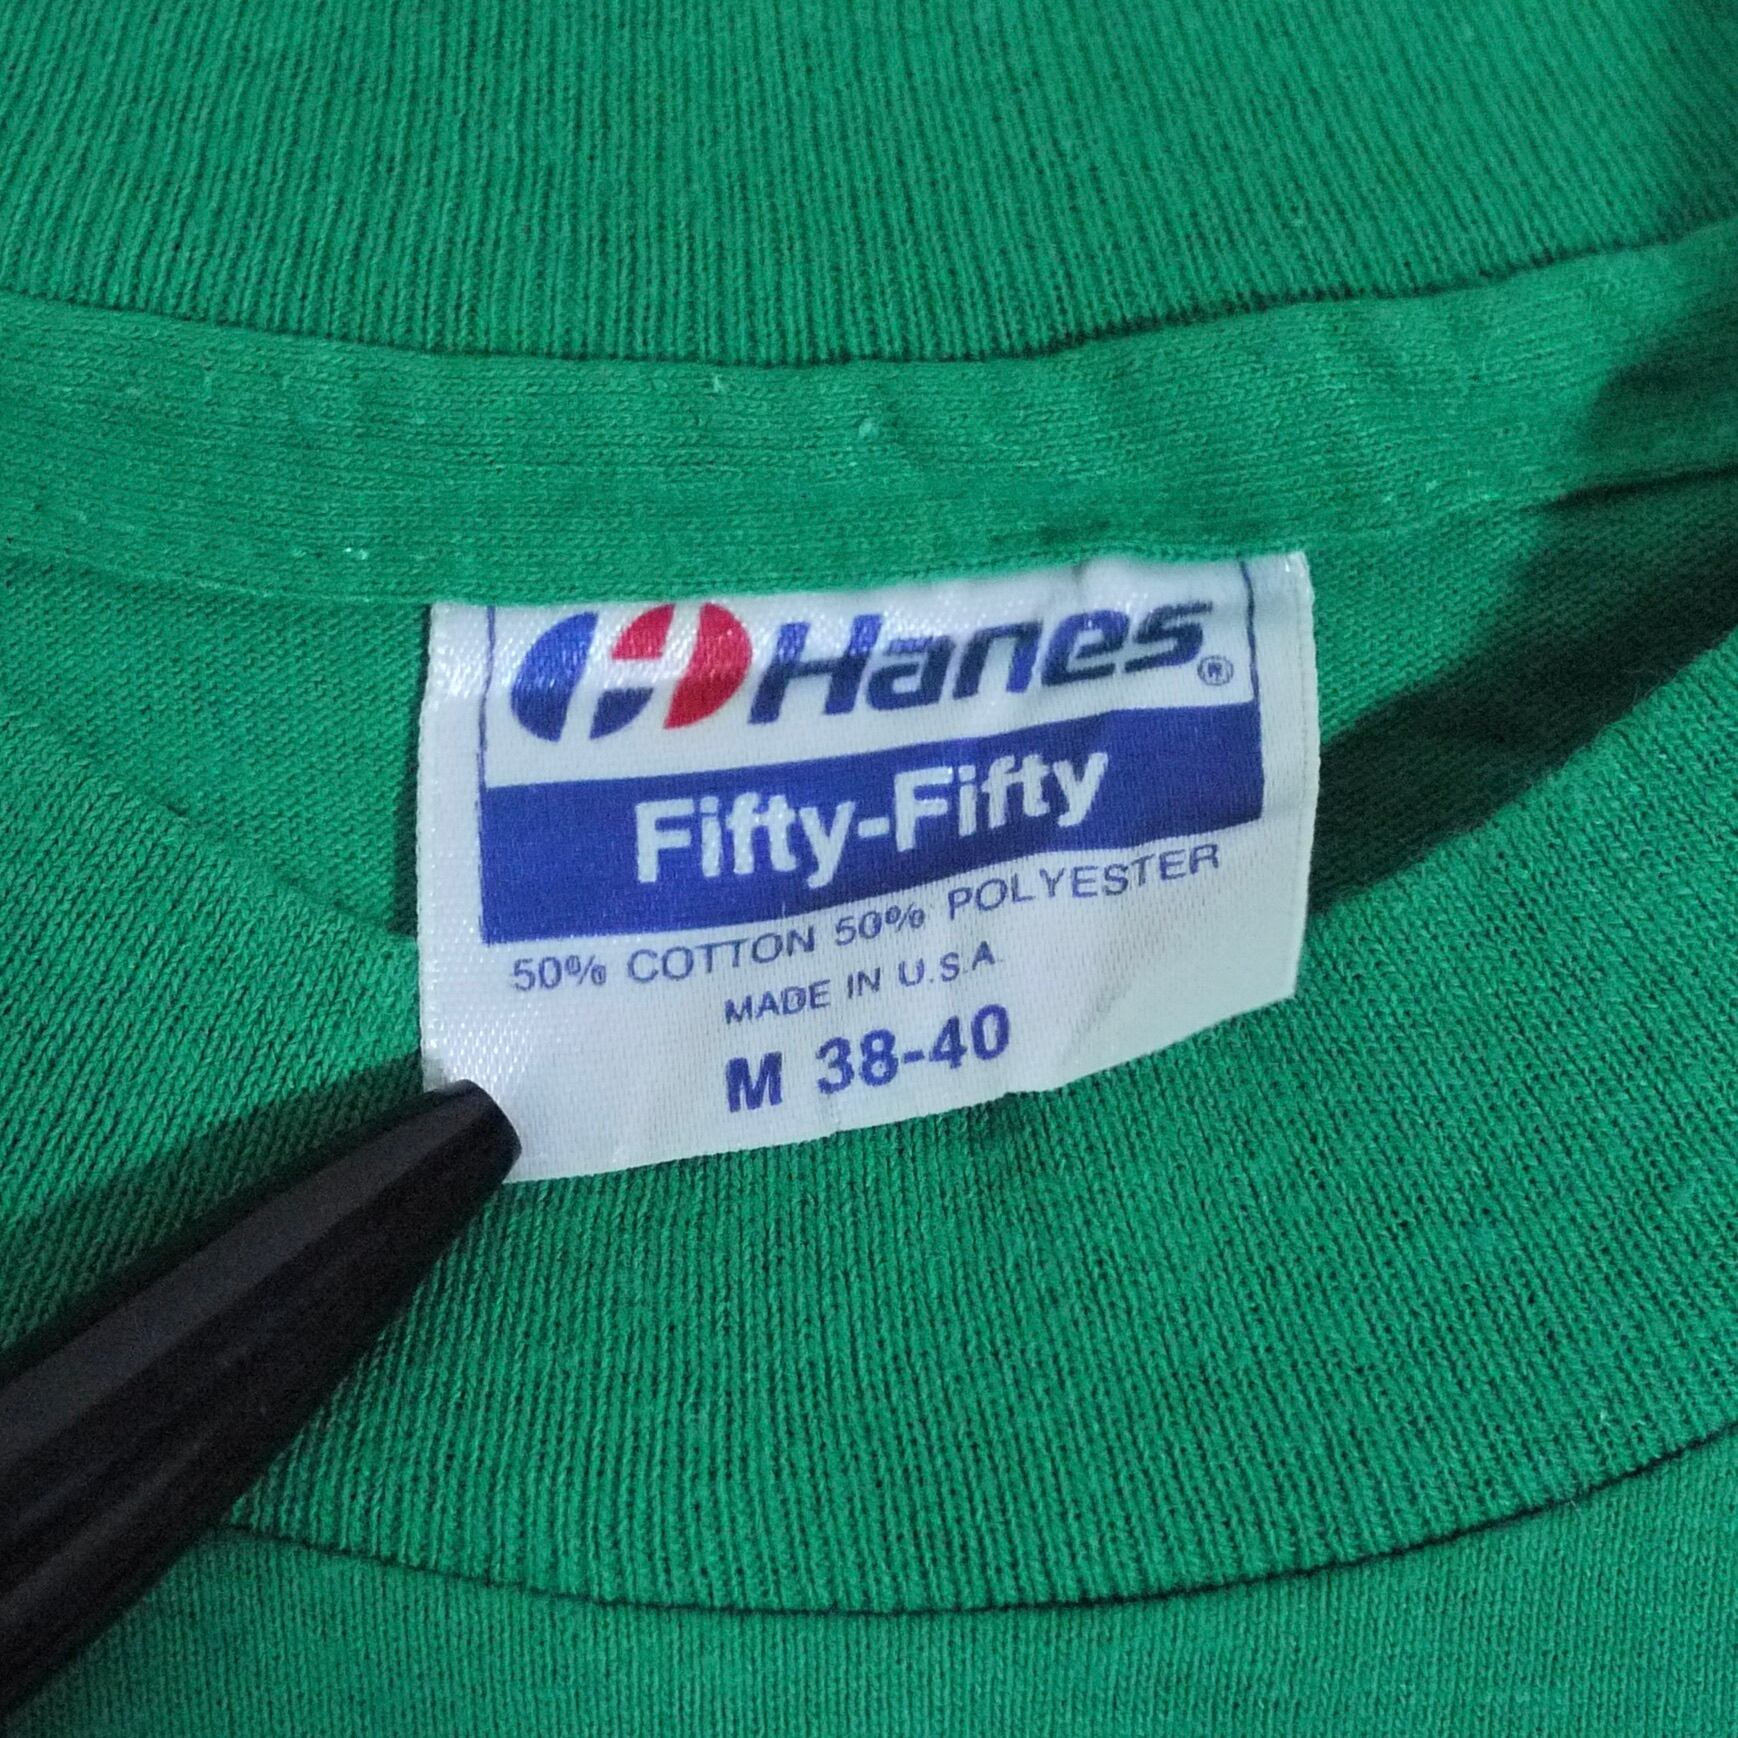 Hanes®
Fifty-Fifty
50% COTTON 50% POLYESTER
MADE IN U.S.A.
M 38-40